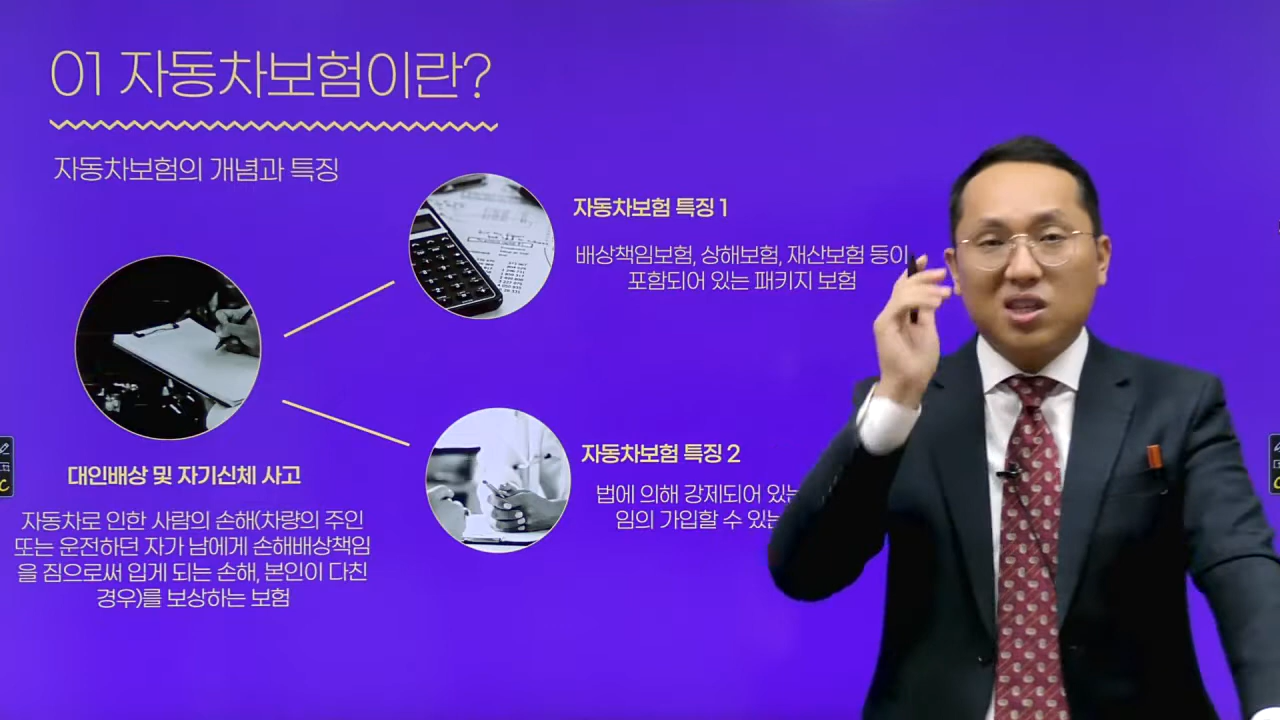 01 자동차보험이란?
자동차보험의 개념과 특징
자동차보험 특징 1
배상책임보험, 상해보험, 재산보험 등이
포함되어 있는 패키지 보험
대인배상 및 자기신체 사고
자동차로 인한 사람의 손해(차량의 주인
또는 운전하던 자가 남에게 손해배상책임
을 짐으로써 입게 되는 손해, 본인이 다친
경우)를 보상하는 보험
자동차보험 특징 2
법에 의해 강제되어 있는
임의 가입할 수 있는